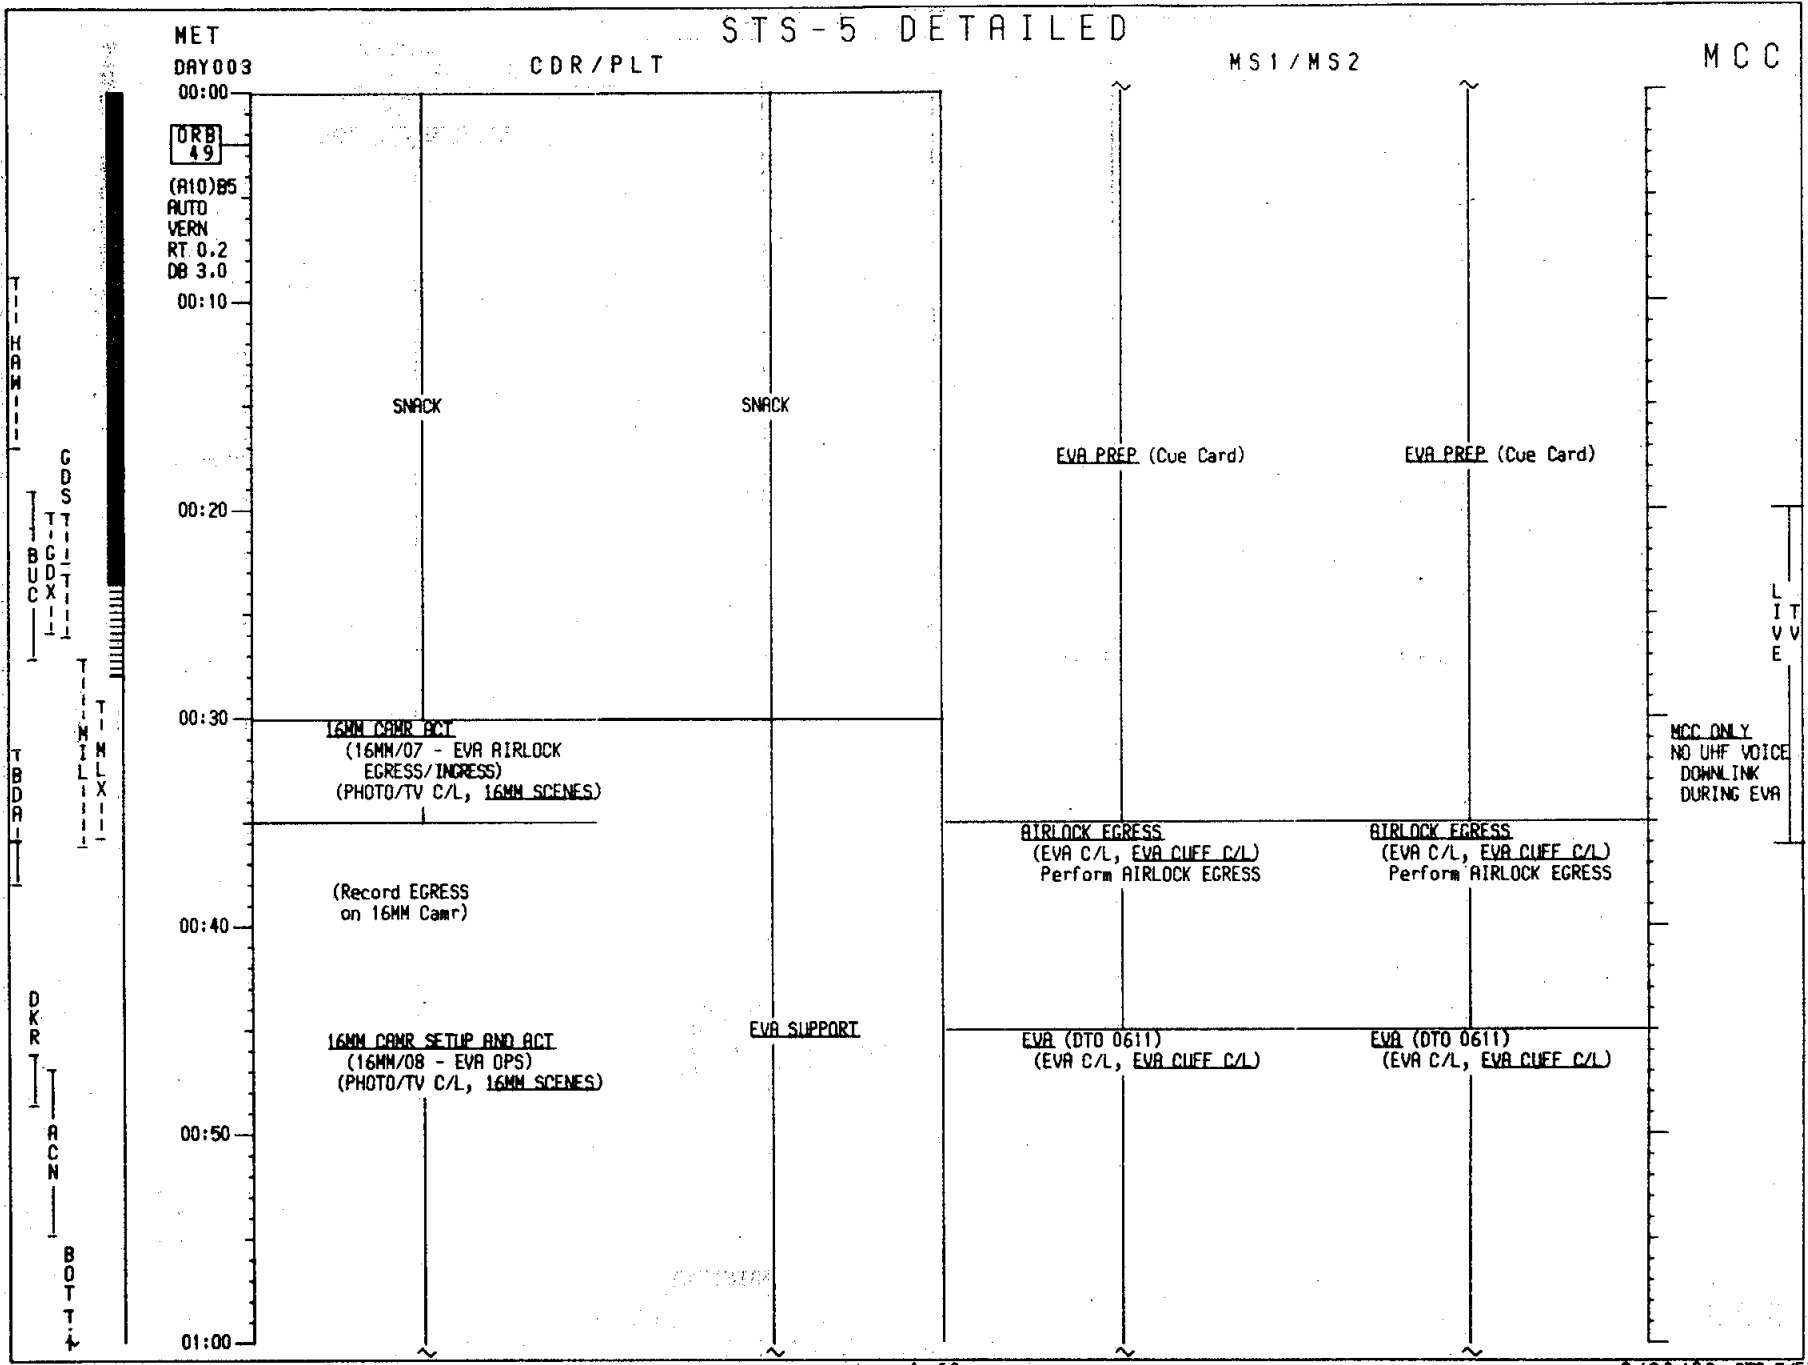 STS-5 DETAILED
MET
DAY003
CDR/PLT
MS1/MS2
MCC
00:00
ORB
49
(A10)B5
AUTO
VERN
RT 0.2
DB 3.0
00:10
HAW
SNACK
SNACK
EVA PREP (Cue Card)
EVA PREP (Cue Card)
GDS
00:20
BUC
GDX
LIVE
TV
00:30
MIL
MLX
BDA
16MM CAMR ACT
(16MM/07 - EVA AIRLOCK
EGRESS/INGRESS)
(PHOTO/TV C/L, 16MM SCENES)
MCC ONLY
NO UHF VOICE
DOWNLINK
DURING EVA
AIRLOCK EGRESS
(EVA C/L, EVA CUFF C/L)
Perform AIRLOCK EGRESS
AIRLOCK EGRESS
(EVA C/L, EVA CUFF C/L)
Perform AIRLOCK EGRESS
(Record EGRESS
on 16MM Camr)
00:40
DKR
16MM CAMR SETUP AND ACT
(16MM/08 - EVA OPS)
(PHOTO/TV C/L, 16MM SCENES)
EVA SUPPORT
EVA (DTO 0611)
(EVA C/L, EVA CUFF C/L)
EVA (DTO 0611)
(EVA C/L, EVA CUFF C/L)
00:50
ACN
BOT
01:00